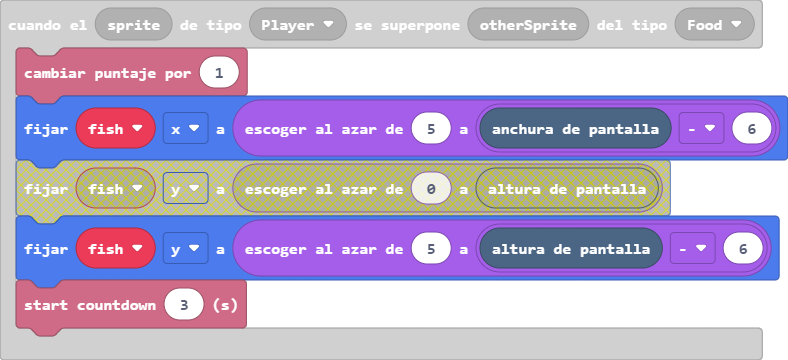 cuando el sprite de tipo Player se superpone otherSprite del tipo Food
cambiar puntaje por 1
fijar fish x a escoger al azar de 5 a anchura de pantalla - 6
fijar fish y a escoger al azar de 0 a altura de pantalla
fijar fish y a escoger al azar de 5 a altura de pantalla - 6
start countdown 3 (s)